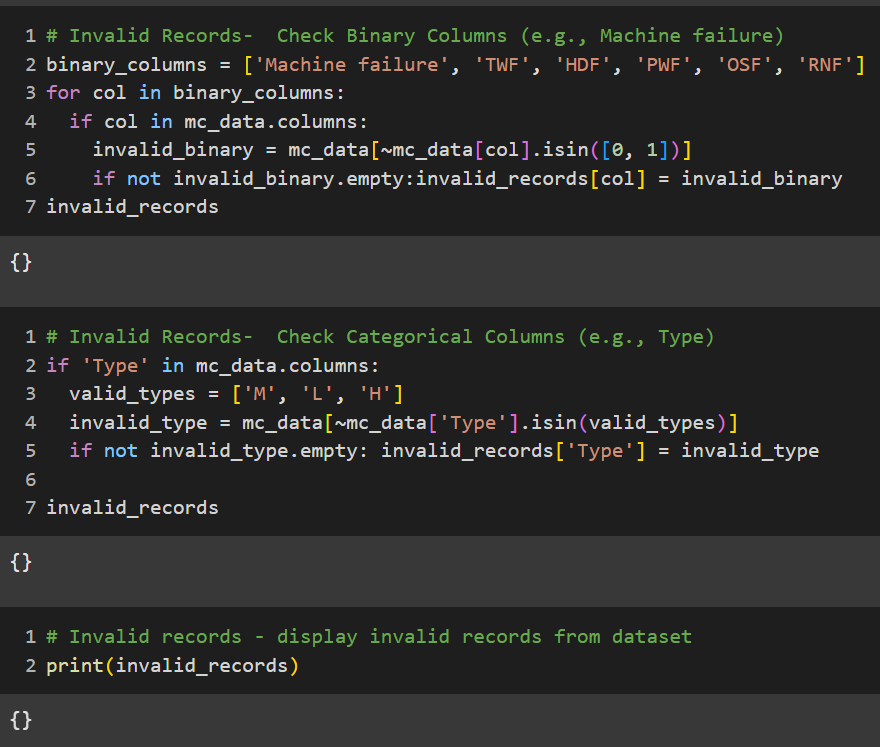 1 # Invalid Records-  Check Binary Columns (e.g., Machine failure)
2 binary_columns = ['Machine failure', 'TWF', 'HDF', 'PWF', 'OSF', 'RNF']
3 for col in binary_columns:
4   if col in mc_data.columns:
5     invalid_binary = mc_data[~mc_data[col].isin([0, 1])]
6     if not invalid_binary.empty:invalid_records[col] = invalid_binary
7 invalid_records
{}
1 # Invalid Records-  Check Categorical Columns (e.g., Type)
2 if 'Type' in mc_data.columns:
3   valid_types = ['M', 'L', 'H']
4   invalid_type = mc_data[~mc_data['Type'].isin(valid_types)]
5   if not invalid_type.empty: invalid_records['Type'] = invalid_type
6
7 invalid_records
{}
1 # Invalid records - display invalid records from dataset
2 print(invalid_records)
{}